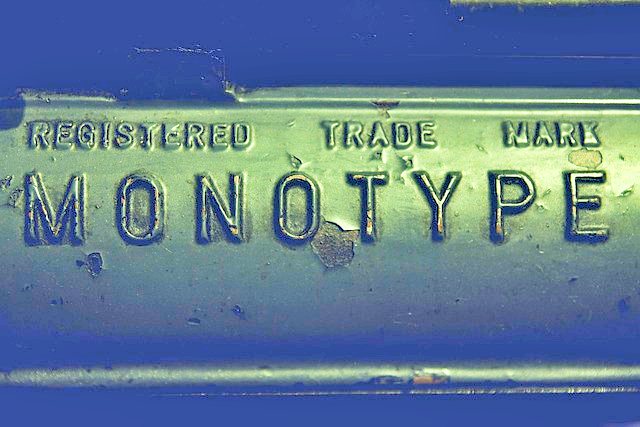 REGISTERED TRADE MARK
MONOTYPE